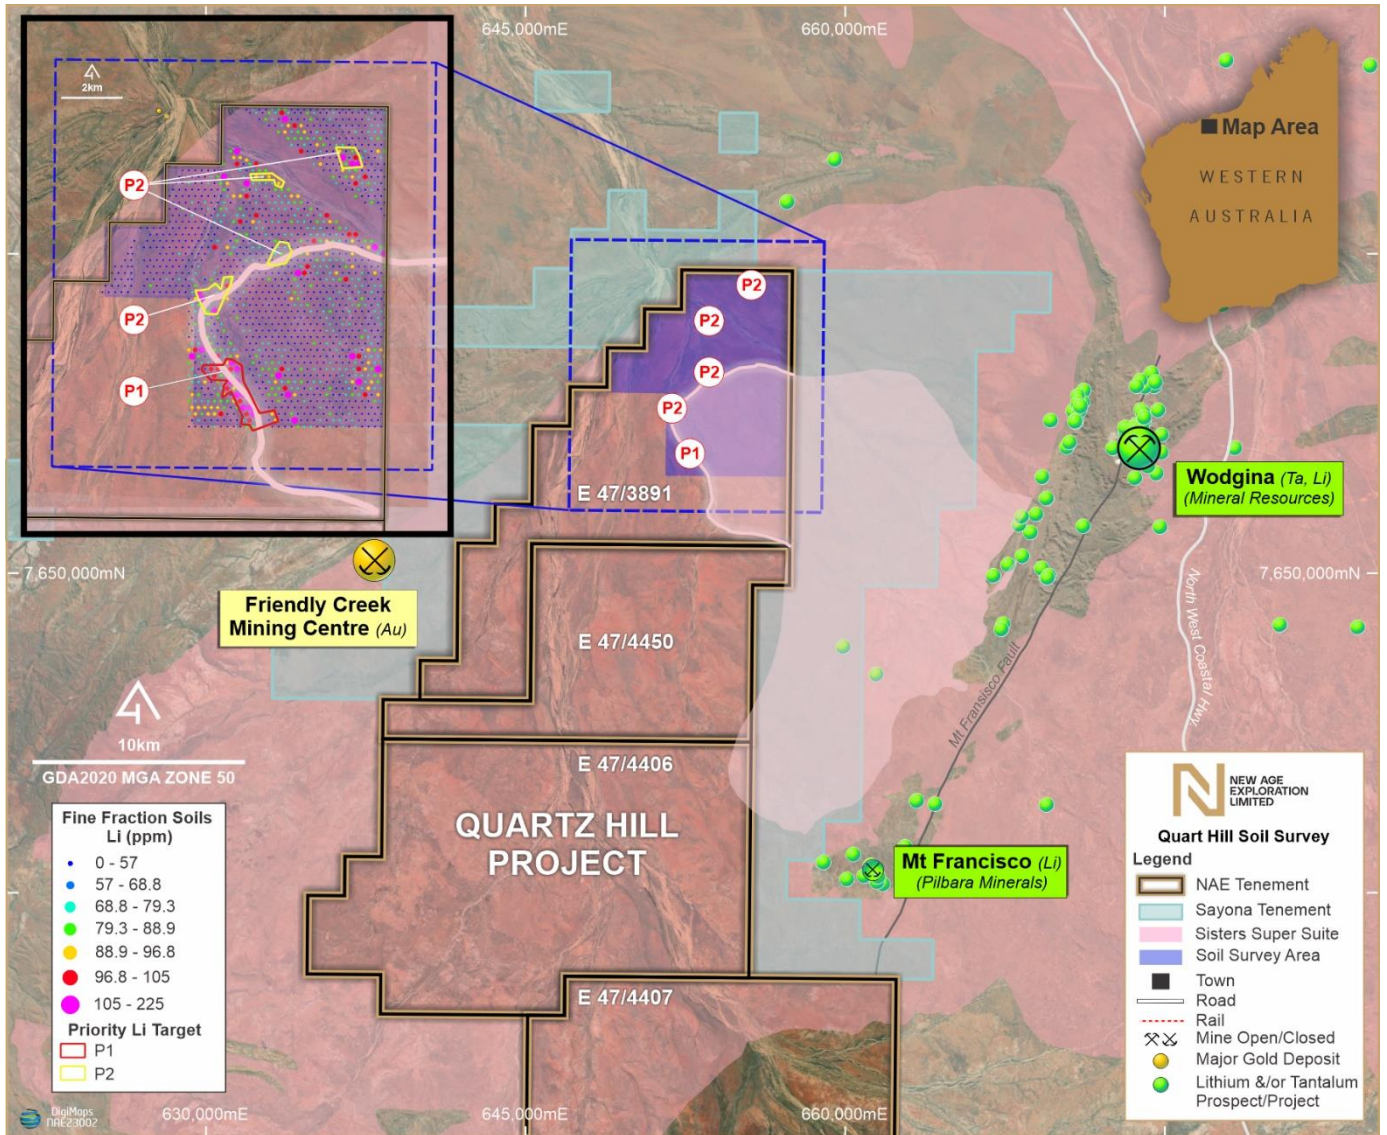 645,000mE
660,000mE
2km
P2
P2
P1
Map Area
WESTERN
AUSTRALIA
P2
P2
P2
P2
P1
E 47/3891
Wodgina (Ta, Li)
(Mineral Resources)
7,650,000mN
7,650,000mN
Friendly Creek
Mining Centre (Au)
E 47/4450
Mt Fransisco Fault
North West Coastal Hwy
10km
GDA2020 MGA ZONE 50
E 47/4406
QUARTZ HILL
PROJECT
Mt Francisco (Li)
(Pilbara Minerals)
E 47/4407
Fine Fraction Soils
Li (ppm)
0 - 57
57 - 68.8
68.8 - 79.3
79.3 - 88.9
88.9 - 96.8
96.8 - 105
105 - 225
Priority Li Target
P1
P2
NEW AGE
EXPLORATION
LIMITED
Quart Hill Soil Survey
Legend
NAE Tenement
Sayona Tenement
Sisters Super Suite
Soil Survey Area
Town
Road
Rail
Mine Open/Closed
Major Gold Deposit
Lithium &/or Tantalum
Prospect/Project
DigiMaps
NAE23002
630,000mE
645,000mE
660,000mE